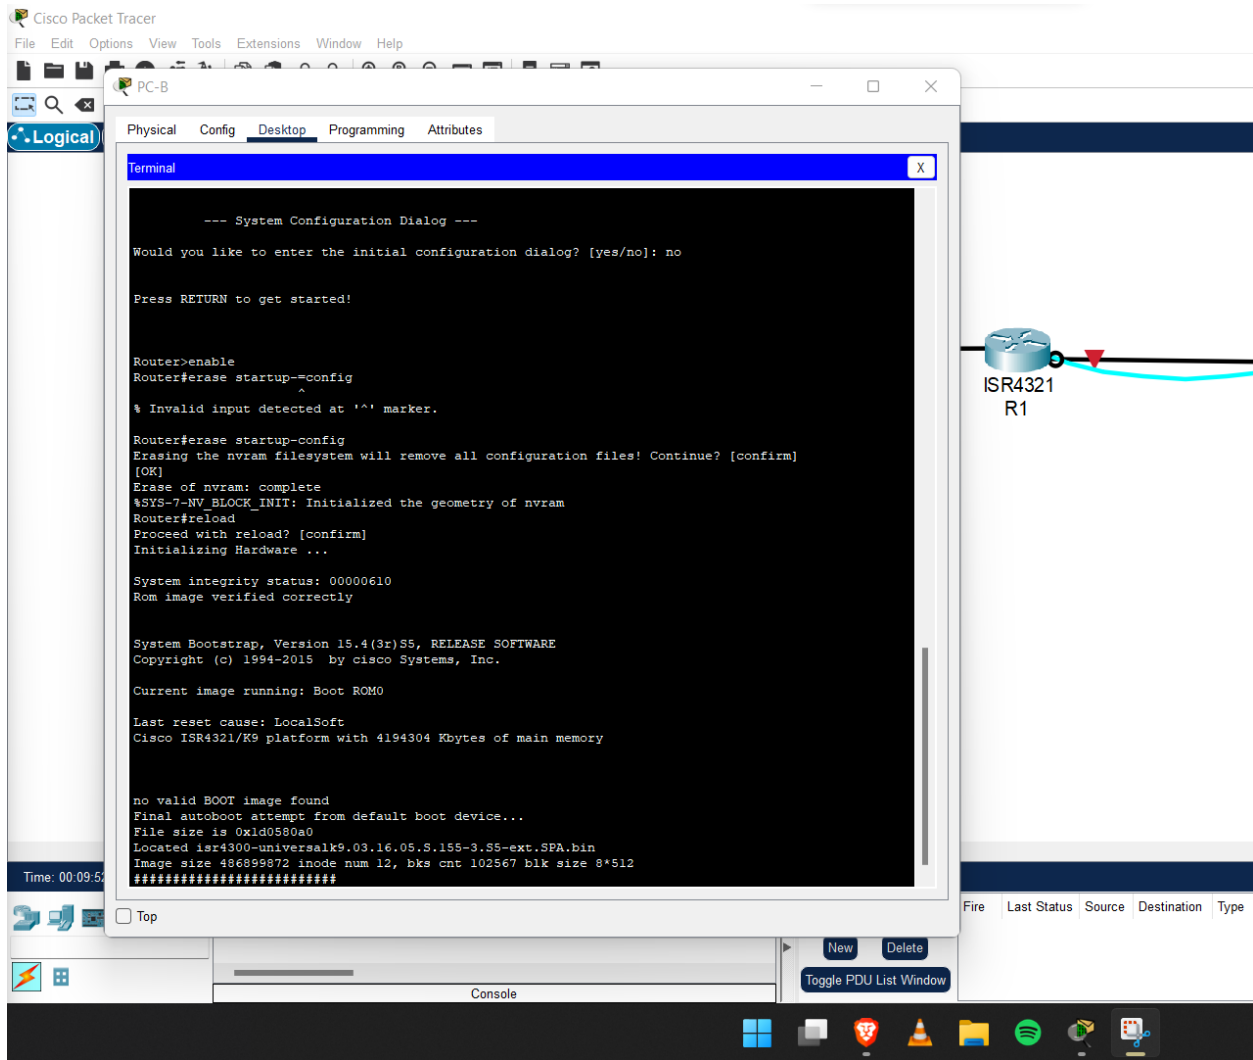 Cisco Packet Tracer
File Edit Options View Tools Extensions Window Help
PC-B
Physical Config Desktop Programming Attributes
Logical
Terminal
X
--- System Configuration Dialog ---
Would you like to enter the initial configuration dialog? [yes/no]: no
Press RETURN to get started!
Router>enable
Router#erase startup-=config
^
% Invalid input detected at '^' marker.
Router#erase startup-config
Erasing the nvram filesystem will remove all configuration files! Continue? [confirm]
[OK]
Erase of nvram: complete
%SYS-7-NV_BLOCK_INIT: Initialized the geometry of nvram
Router#reload
Proceed with reload? [confirm]
Initializing Hardware ...
System integrity status: 00000610
Rom image verified correctly
System Bootstrap, Version 15.4(3r)S5, RELEASE SOFTWARE
Copyright (c) 1994-2015 by cisco Systems, Inc.
Current image running: Boot ROM0
Last reset cause: LocalSoft
Cisco ISR4321/K9 platform with 4194304 Kbytes of main memory
no valid BOOT image found
Final autoboot attempt from default boot device...
File size is 0x1d0580a0
Located isr4300-universalk9.03.16.05.S.155-3.S5-ext.SPA.bin
Image size 486899872 inode num 12, bks cnt 102567 blk size 8*512
##########################
ISR4321
R1
Time: 00:09:52
Top
Fire Last Status Source Destination Type
New Delete
Toggle PDU List Window
Console